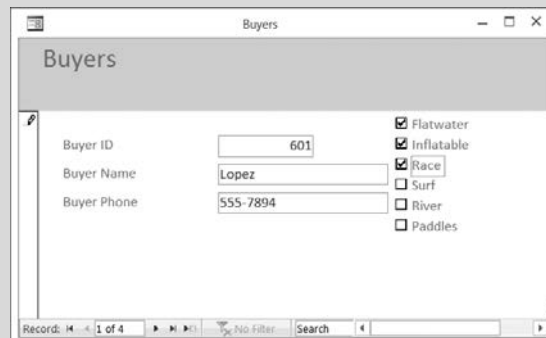 Buyers
Buyers
Buyer ID 601
Buyer Name Lopez
Buyer Phone 555-7894
Flatwater
Inflatable
Race
Surf
River
Paddles
Record: 1 of 4 No Filter Search